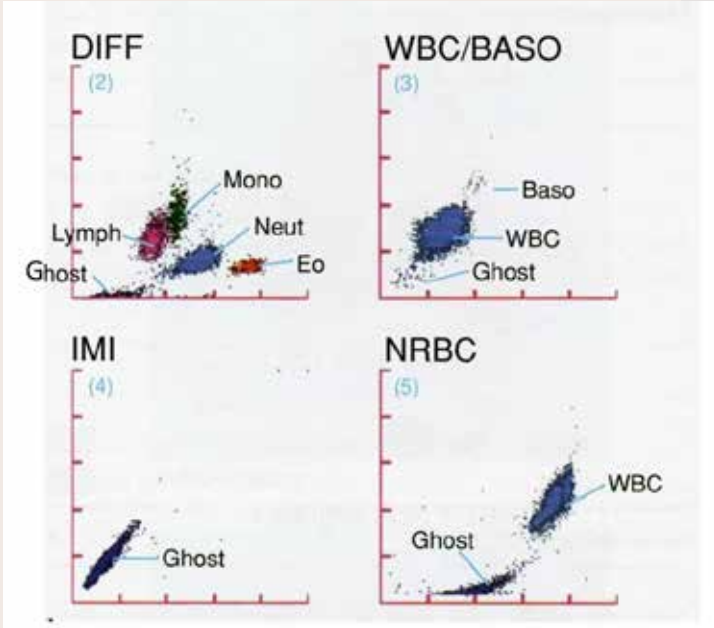 DIFF
(2)
Mono
Lymph
Neut
Ghost
Eo
WBC/BASO
(3)
Baso
WBC
Ghost
IMI
(4)
Ghost
NRBC
(5)
WBC
Ghost